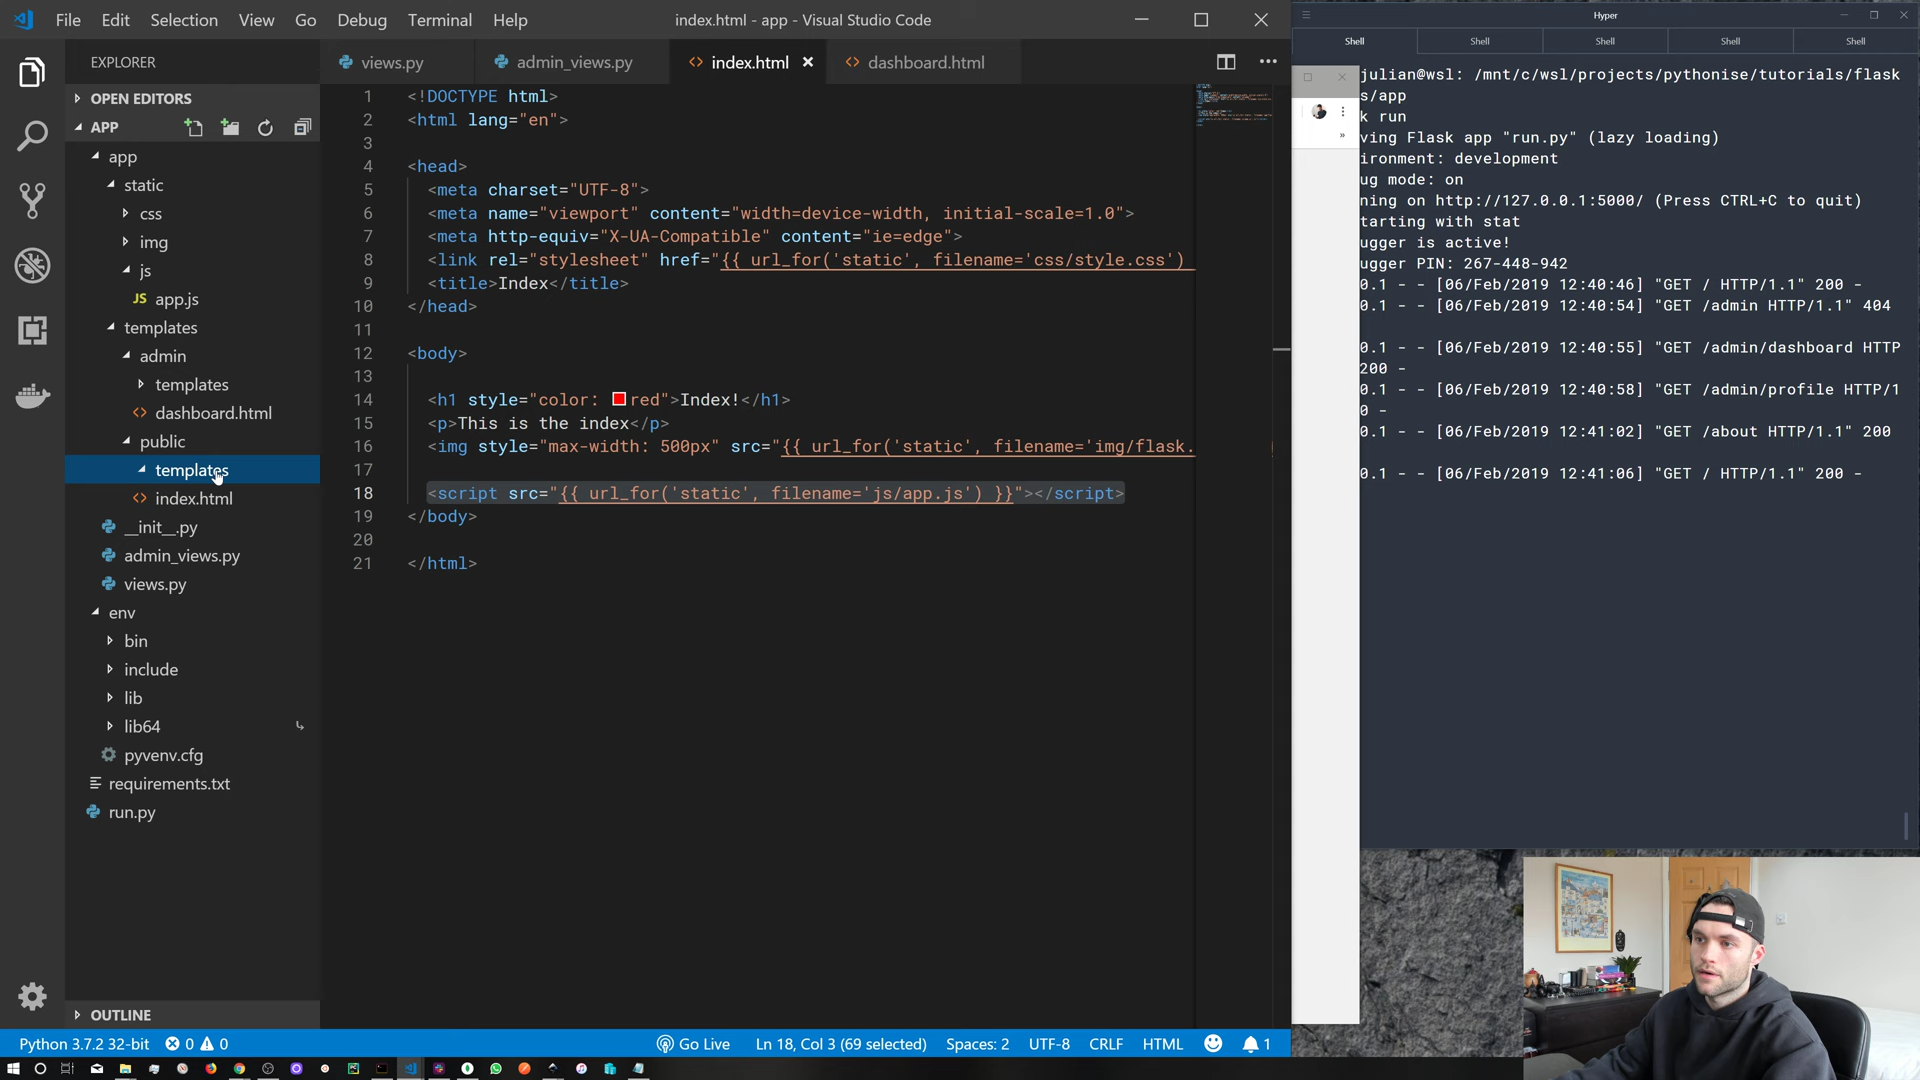 File Edit Selection View Go Debug Terminal Help
index.html - app - Visual Studio Code
EXPLORER
OPEN EDITORS
APP
app
static
css
img
js
JS app.js
templates
admin
templates
dashboard.html
public
templates
index.html
__init__.py
admin_views.py
views.py
env
bin
include
lib
lib64
pyvenv.cfg
requirements.txt
run.py
OUTLINE
views.py admin_views.py index.html dashboard.html
1 <!DOCTYPE html>
2 <html lang="en">
3
4 <head>
5 <meta charset="UTF-8">
6 <meta name="viewport" content="width=device-width, initial-scale=1.0">
7 <meta http-equiv="X-UA-Compatible" content="ie=edge">
8 <link rel="stylesheet" href="{{ url_for('static', filename='css/style.css')
9 <title>Index</title>
10 </head>
11
12 <body>
13
14 <h1 style="color: red">Index!</h1>
15 <p>This is the index</p>
16 <img style="max-width: 500px" src="{{ url_for('static', filename='img/flask.
17
18 <script src="{{ url_for('static', filename='js/app.js') }}"></script>
19 </body>
20
21 </html>
Python 3.7.2 32-bit 0 0 Go Live Ln 18, Col 3 (69 selected) Spaces: 2 UTF-8 CRLF HTML 1
Hyper
Shell Shell Shell Shell Shell
julian@wsl: /mnt/c/wsl/projects/pythonise/tutorials/flask
s/app
k run
ving Flask app "run.py" (lazy loading)
ironment: development
ug mode: on
ning on http://127.0.0.1:5000/ (Press CTRL+C to quit)
starting with stat
ugger is active!
ugger PIN: 267-448-942
0.1 - - [06/Feb/2019 12:40:46] "GET / HTTP/1.1" 200 -
0.1 - - [06/Feb/2019 12:40:54] "GET /admin HTTP/1.1" 404
0.1 - - [06/Feb/2019 12:40:55] "GET /admin/dashboard HTTP
200 -
0.1 - - [06/Feb/2019 12:40:58] "GET /admin/profile HTTP/1
0 -
0.1 - - [06/Feb/2019 12:41:02] "GET /about HTTP/1.1" 200
0.1 - - [06/Feb/2019 12:41:06] "GET / HTTP/1.1" 200 -